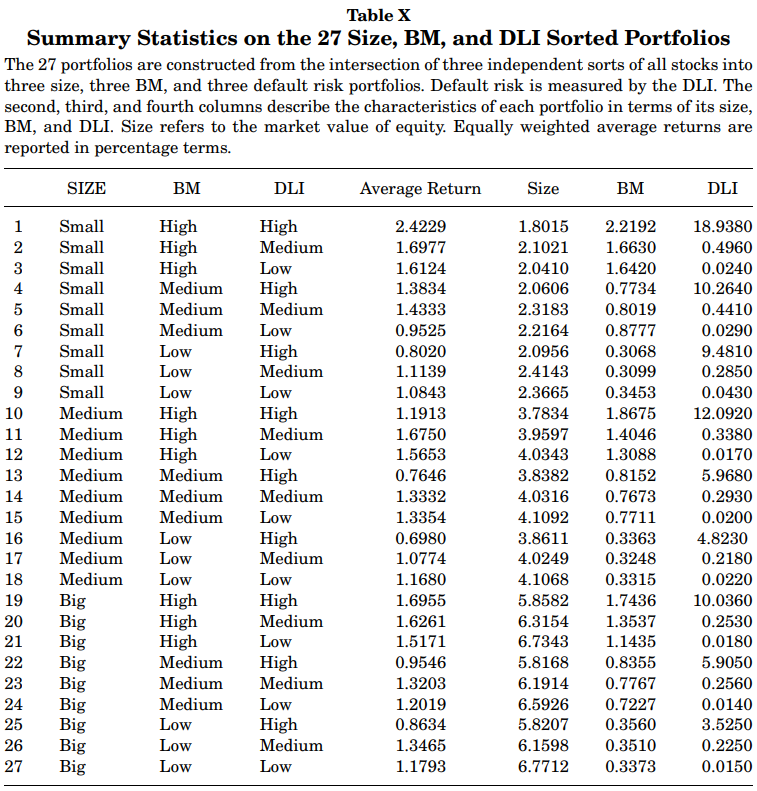 Table X
Summary Statistics on the 27 Size, BM, and DLI Sorted Portfolios
The 27 portfolios are constructed from the intersection of three independent sorts of all stocks into
three size, three BM, and three default risk portfolios. Default risk is measured by the DLI. The
second, third, and fourth columns describe the characteristics of each portfolio in terms of its size,
BM, and DLI. Size refers to the market value of equity. Equally weighted average returns are
reported in percentage terms.
SIZE BM DLI Average Return Size BM DLI
1 Small High High 2.4229 1.8015 2.2192 18.9380
2 Small High Medium 1.6977 2.1021 1.6630 0.4960
3 Small High Low 1.6124 2.0410 1.6420 0.0240
4 Small Medium High 1.3834 2.0606 0.7734 10.2640
5 Small Medium Medium 1.4333 2.3183 0.8019 0.4410
6 Small Medium Low 0.9525 2.2164 0.8777 0.0290
7 Small Low High 0.8020 2.0956 0.3068 9.4810
8 Small Low Medium 1.1139 2.4143 0.3099 0.2850
9 Small Low Low 1.0843 2.3665 0.3453 0.0430
10 Medium High High 1.1913 3.7834 1.8675 12.0920
11 Medium High Medium 1.6750 3.9597 1.4046 0.3380
12 Medium High Low 1.5653 4.0343 1.3088 0.0170
13 Medium Medium High 0.7646 3.8382 0.8152 5.9680
14 Medium Medium Medium 1.3332 4.0316 0.7673 0.2930
15 Medium Medium Low 1.3354 4.1092 0.7711 0.0200
16 Medium Low High 0.6980 3.8611 0.3363 4.8230
17 Medium Low Medium 1.0774 4.0249 0.3248 0.2180
18 Medium Low Low 1.1680 4.1068 0.3315 0.0220
19 Big High High 1.6955 5.8582 1.7436 10.0360
20 Big High Medium 1.6261 6.3154 1.3537 0.2530
21 Big High Low 1.5171 6.7343 1.1435 0.0180
22 Big Medium High 0.9546 5.8168 0.8355 5.9050
23 Big Medium Medium 1.3203 6.1914 0.7767 0.2560
24 Big Medium Low 1.2019 6.5926 0.7227 0.0140
25 Big Low High 0.8634 5.8207 0.3560 3.5250
26 Big Low Medium 1.3465 6.1598 0.3510 0.2250
27 Big Low Low 1.1793 6.7712 0.3373 0.0150